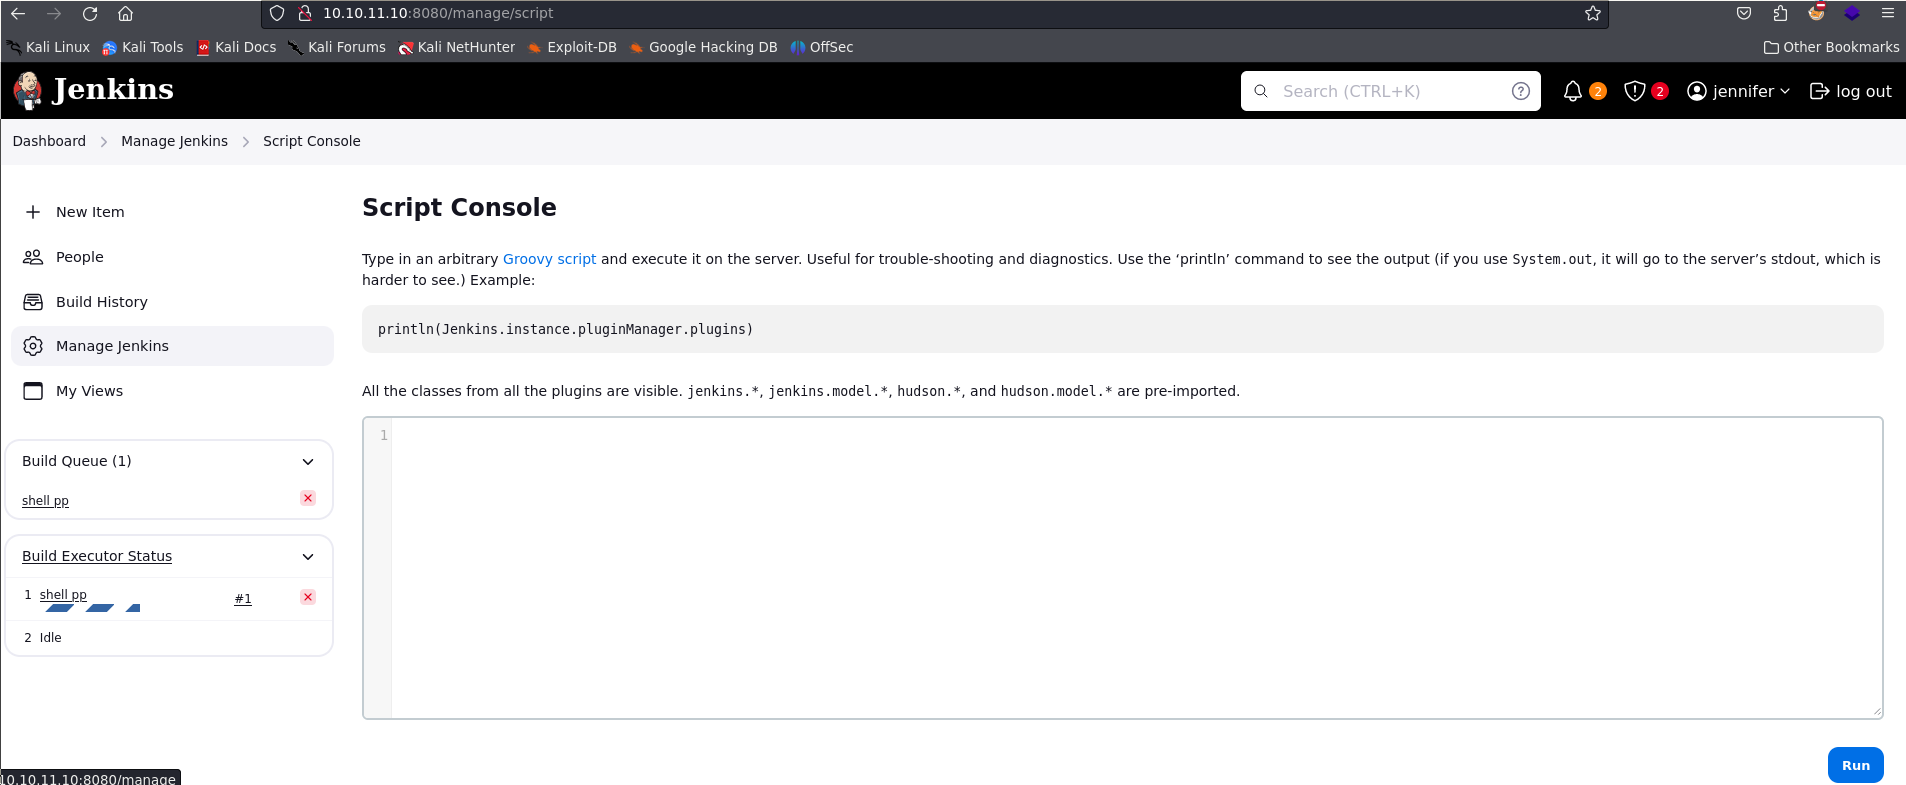 10.10.11.10:8080/manage/script
Kali Linux Kali Tools Kali Docs Kali Forums Kali NetHunter Exploit-DB Google Hacking DB OffSec Other Bookmarks
Jenkins Search (CTRL+K) ? 2 2 jennifer log out
Dashboard Manage Jenkins Script Console
New Item
People
Build History
Manage Jenkins
My Views
Build Queue (1)
shell pp
Build Executor Status
1 shell pp #1
2 Idle
Script Console
Type in an arbitrary Groovy script and execute it on the server. Useful for trouble-shooting and diagnostics. Use the ‘println’ command to see the output (if you use System.out, it will go to the server’s stdout, which is
harder to see.) Example:
println(Jenkins.instance.pluginManager.plugins)
All the classes from all the plugins are visible. jenkins.*, jenkins.model.*, hudson.*, and hudson.model.* are pre-imported.
1
Run
10.10.11.10:8080/manage